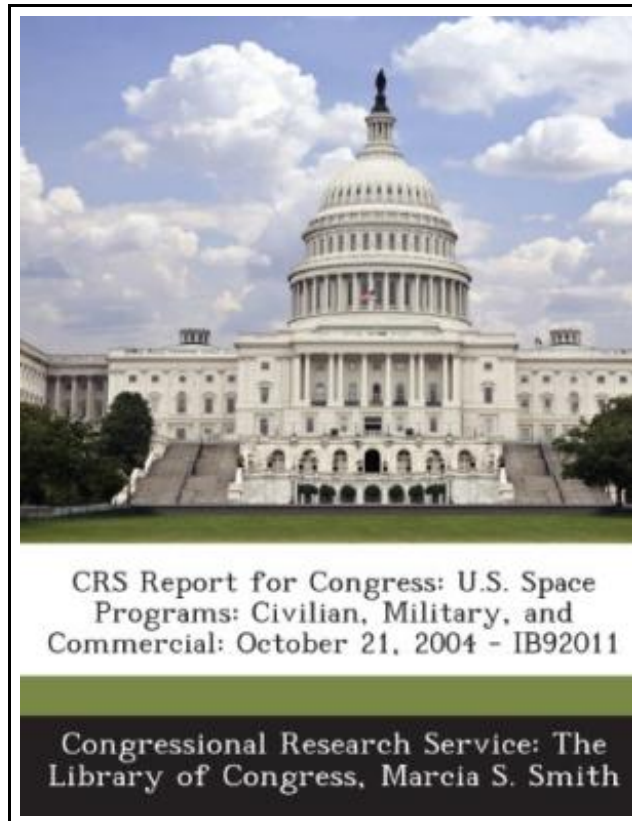 CRS Report for Congress: U.S. Space
Programs: Civilian, Military, and
Commercial: October 21, 2004 - IB92011
Congressional Research Service: The
Library of Congress, Marcia S. Smith